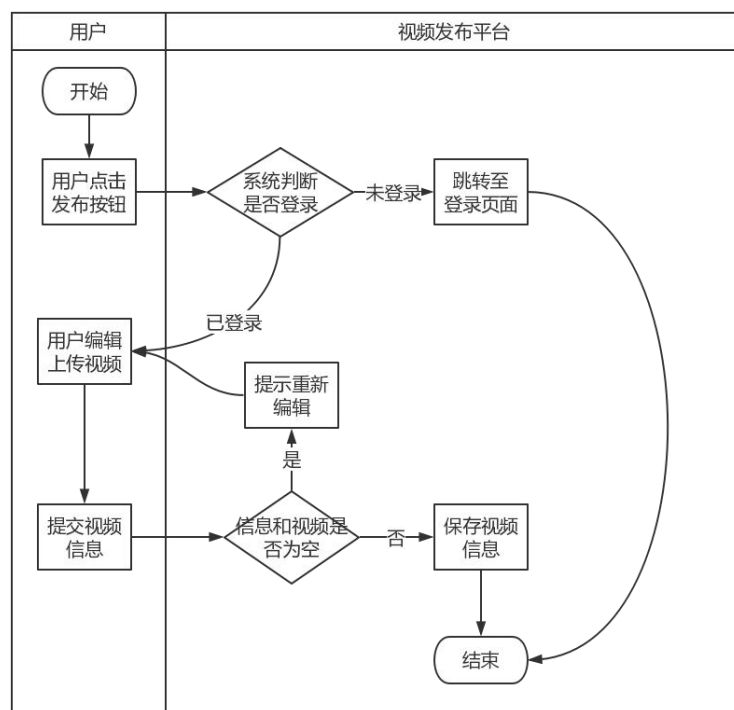 用户
视频发布平台
开始
用户点击
发布按钮
系统判断
是否登录
未登录
跳转至
登录页面
已登录
用户编辑
上传视频
提示重新
编辑
是
提交视频
信息
信息和视频是
否为空
否
保存视频
信息
结束